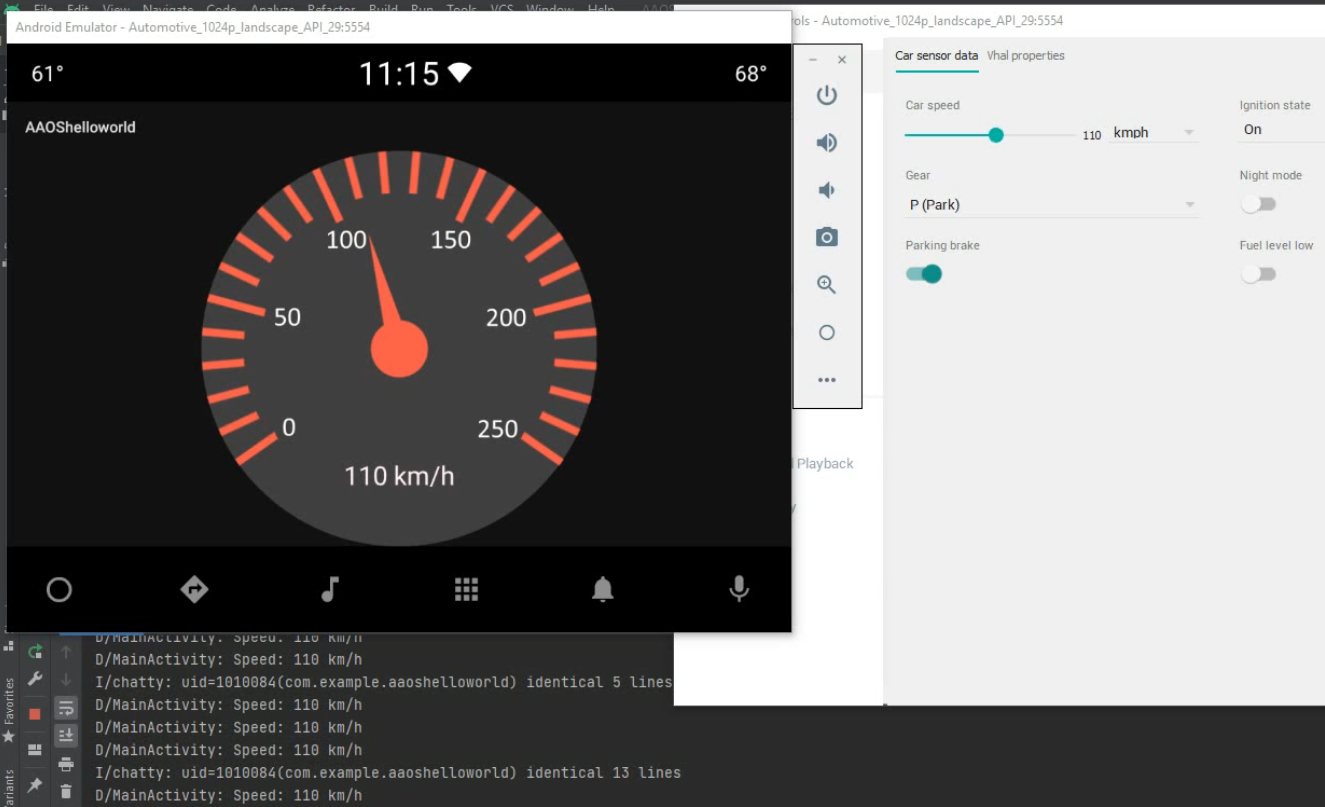 File Edit View Navigate Code Analyze Refactor Build Run Tools VCS Window Help
Android Emulator - Automotive_1024p_landscape_API_29:5554
61°
11:15
68°
AAOShelloworld
100
150
50
200
0
250
110 km/h
ols - Automotive_1024p_landscape_API_29:5554
Car sensor data
Vhal properties
Car speed
110
kmph
Ignition state
On
Gear
P (Park)
Night mode
Parking brake
Fuel level low
Playback
Favorites
D/MainActivity: Speed: 110 km/h
D/MainActivity: Speed: 110 km/h
I/chatty: uid=1010084(com.example.aaoshelloworld) identical 5 lines
D/MainActivity: Speed: 110 km/h
D/MainActivity: Speed: 110 km/h
D/MainActivity: Speed: 110 km/h
I/chatty: uid=1010084(com.example.aaoshelloworld) identical 13 lines
D/MainActivity: Speed: 110 km/h